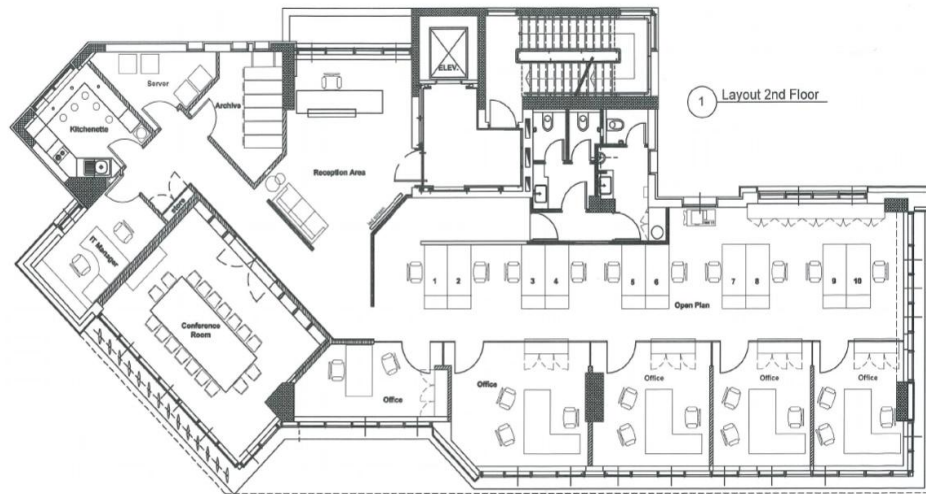 ELEV.
1 Layout 2nd Floor
Server
Archive
Kitchenette
Reception Area
store
IT Manager
Conference
Room
1 2 3 4 5 6 7 8 9 10
Open Plan
Office
Office
Office
Office
Office